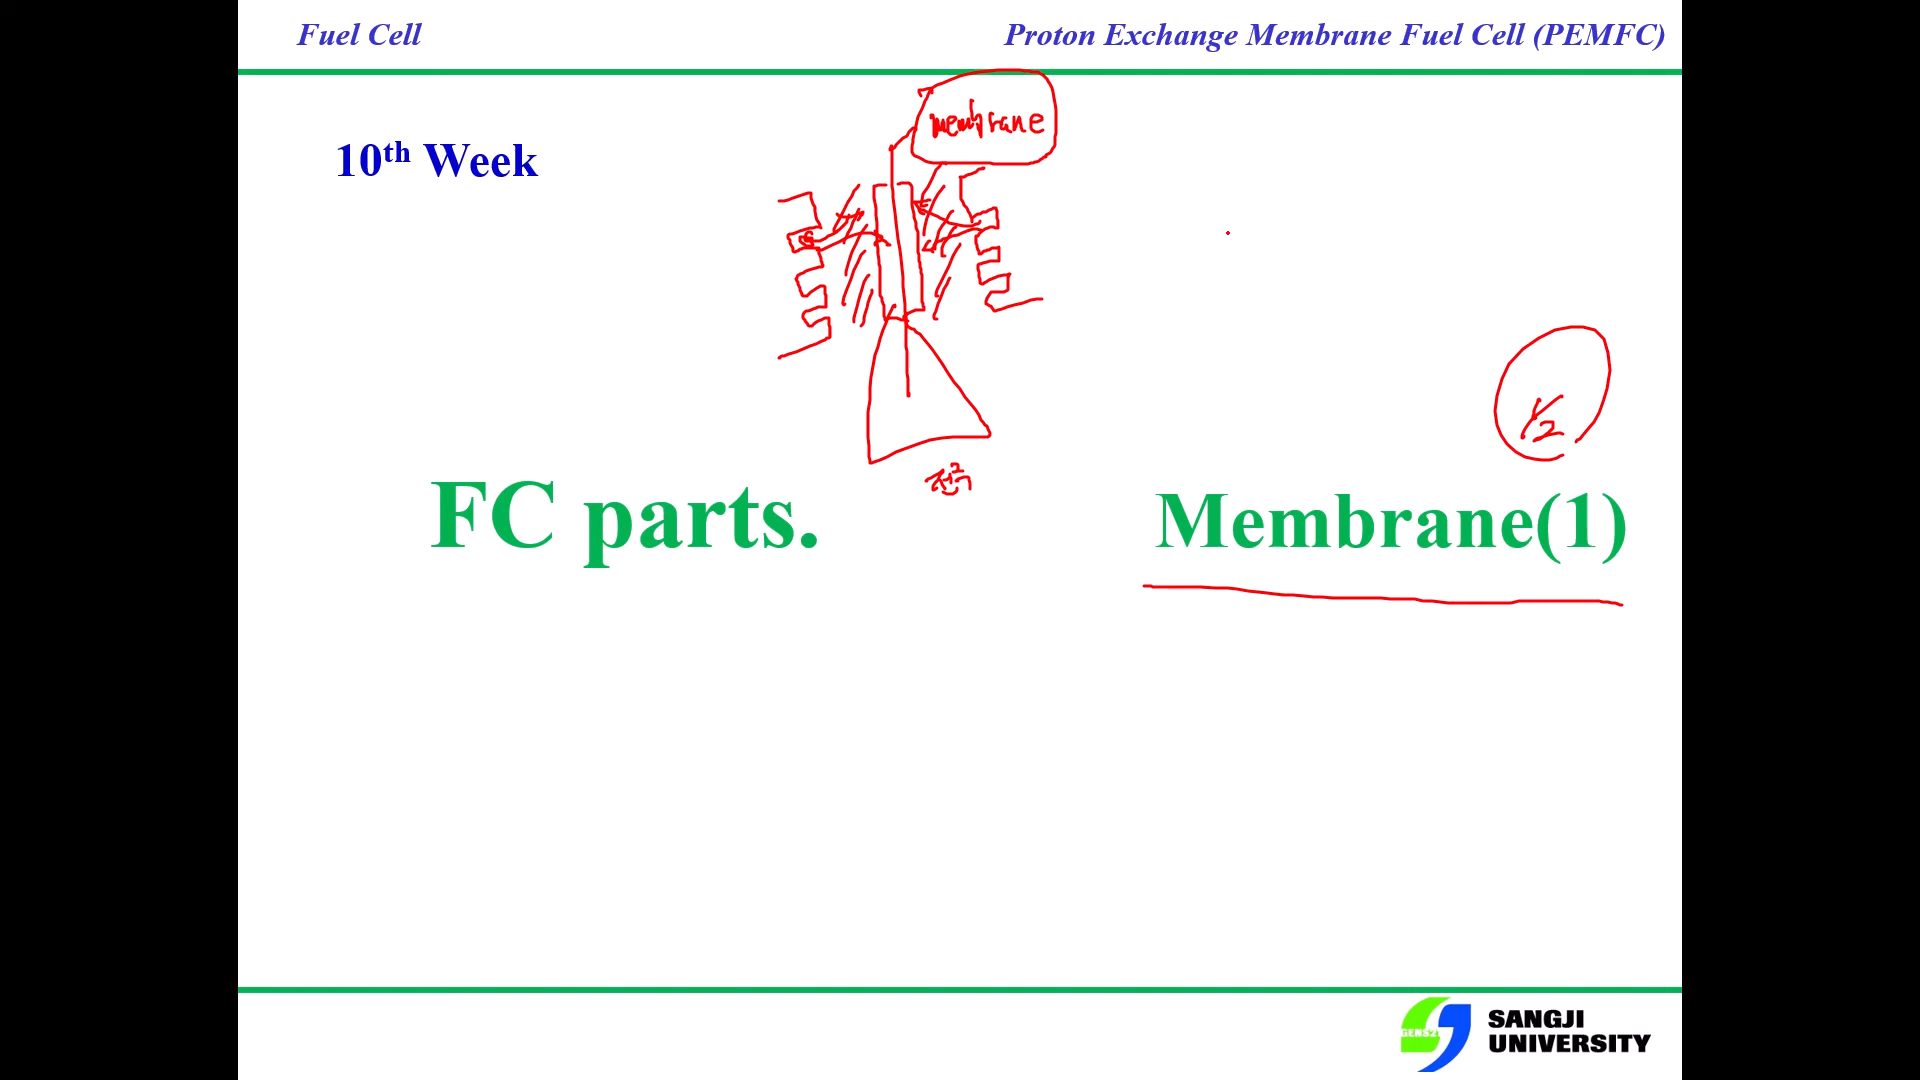 Fuel Cell
Proton Exchange Membrane Fuel Cell (PEMFC)
membrane
10th Week
1/2
전극
FC parts.
Membrane(1)
SANGJI
UNIVERSITY